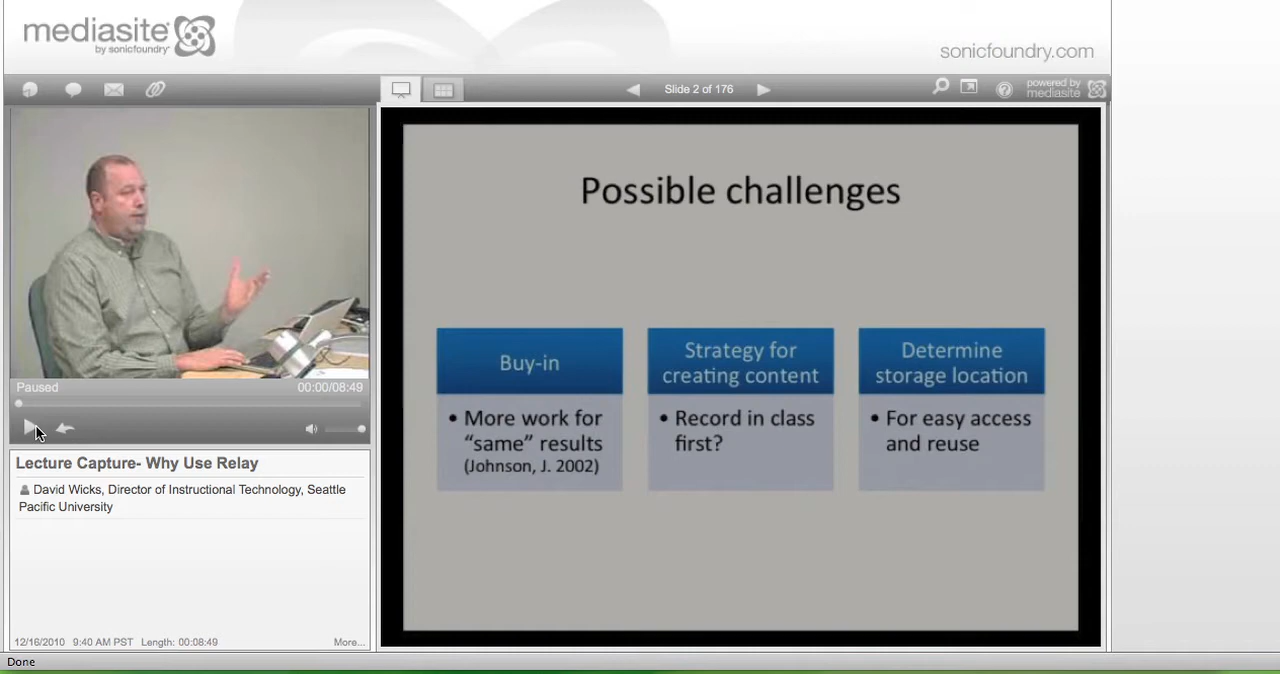 mediasite
by sonicfoundry
sonicfoundry.com
Slide 2 of 176
powered by
mediasite
Possible challenges
Buy-in
• More work for
“same” results
(Johnson, J. 2002)
Strategy for
creating content
• Record in class
first?
Determine
storage location
• For easy access
and reuse
Paused 00:00/08:49
Lecture Capture- Why Use Relay
David Wicks, Director of Instructional Technology, Seattle
Pacific University
12/16/2010 9:40 AM PST Length: 00:08:49 More...
Done